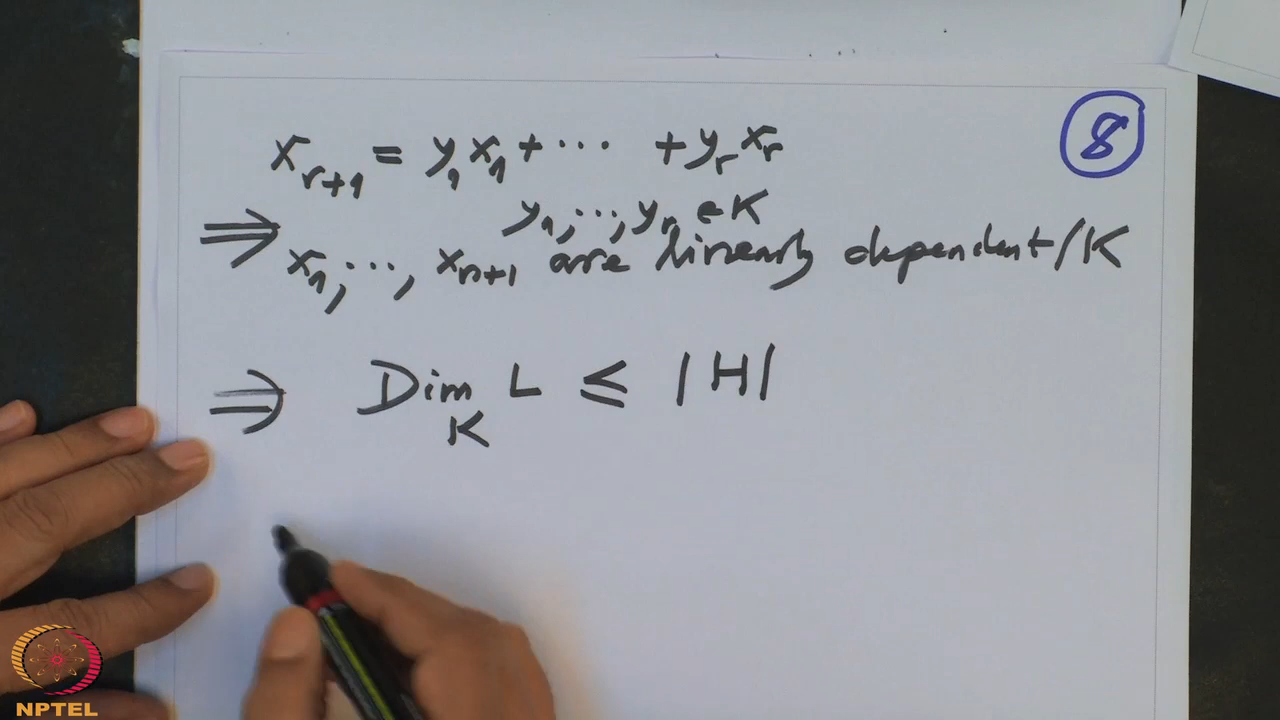 x_{r+1} = y_1 x_1 + ... + y_r x_r
8
y_1, ..., y_r ∈ K
⇒ x_1, ..., x_{n+1} are linearly dependent/K
⇒ Dim_K L ≤ |H|
NPTEL